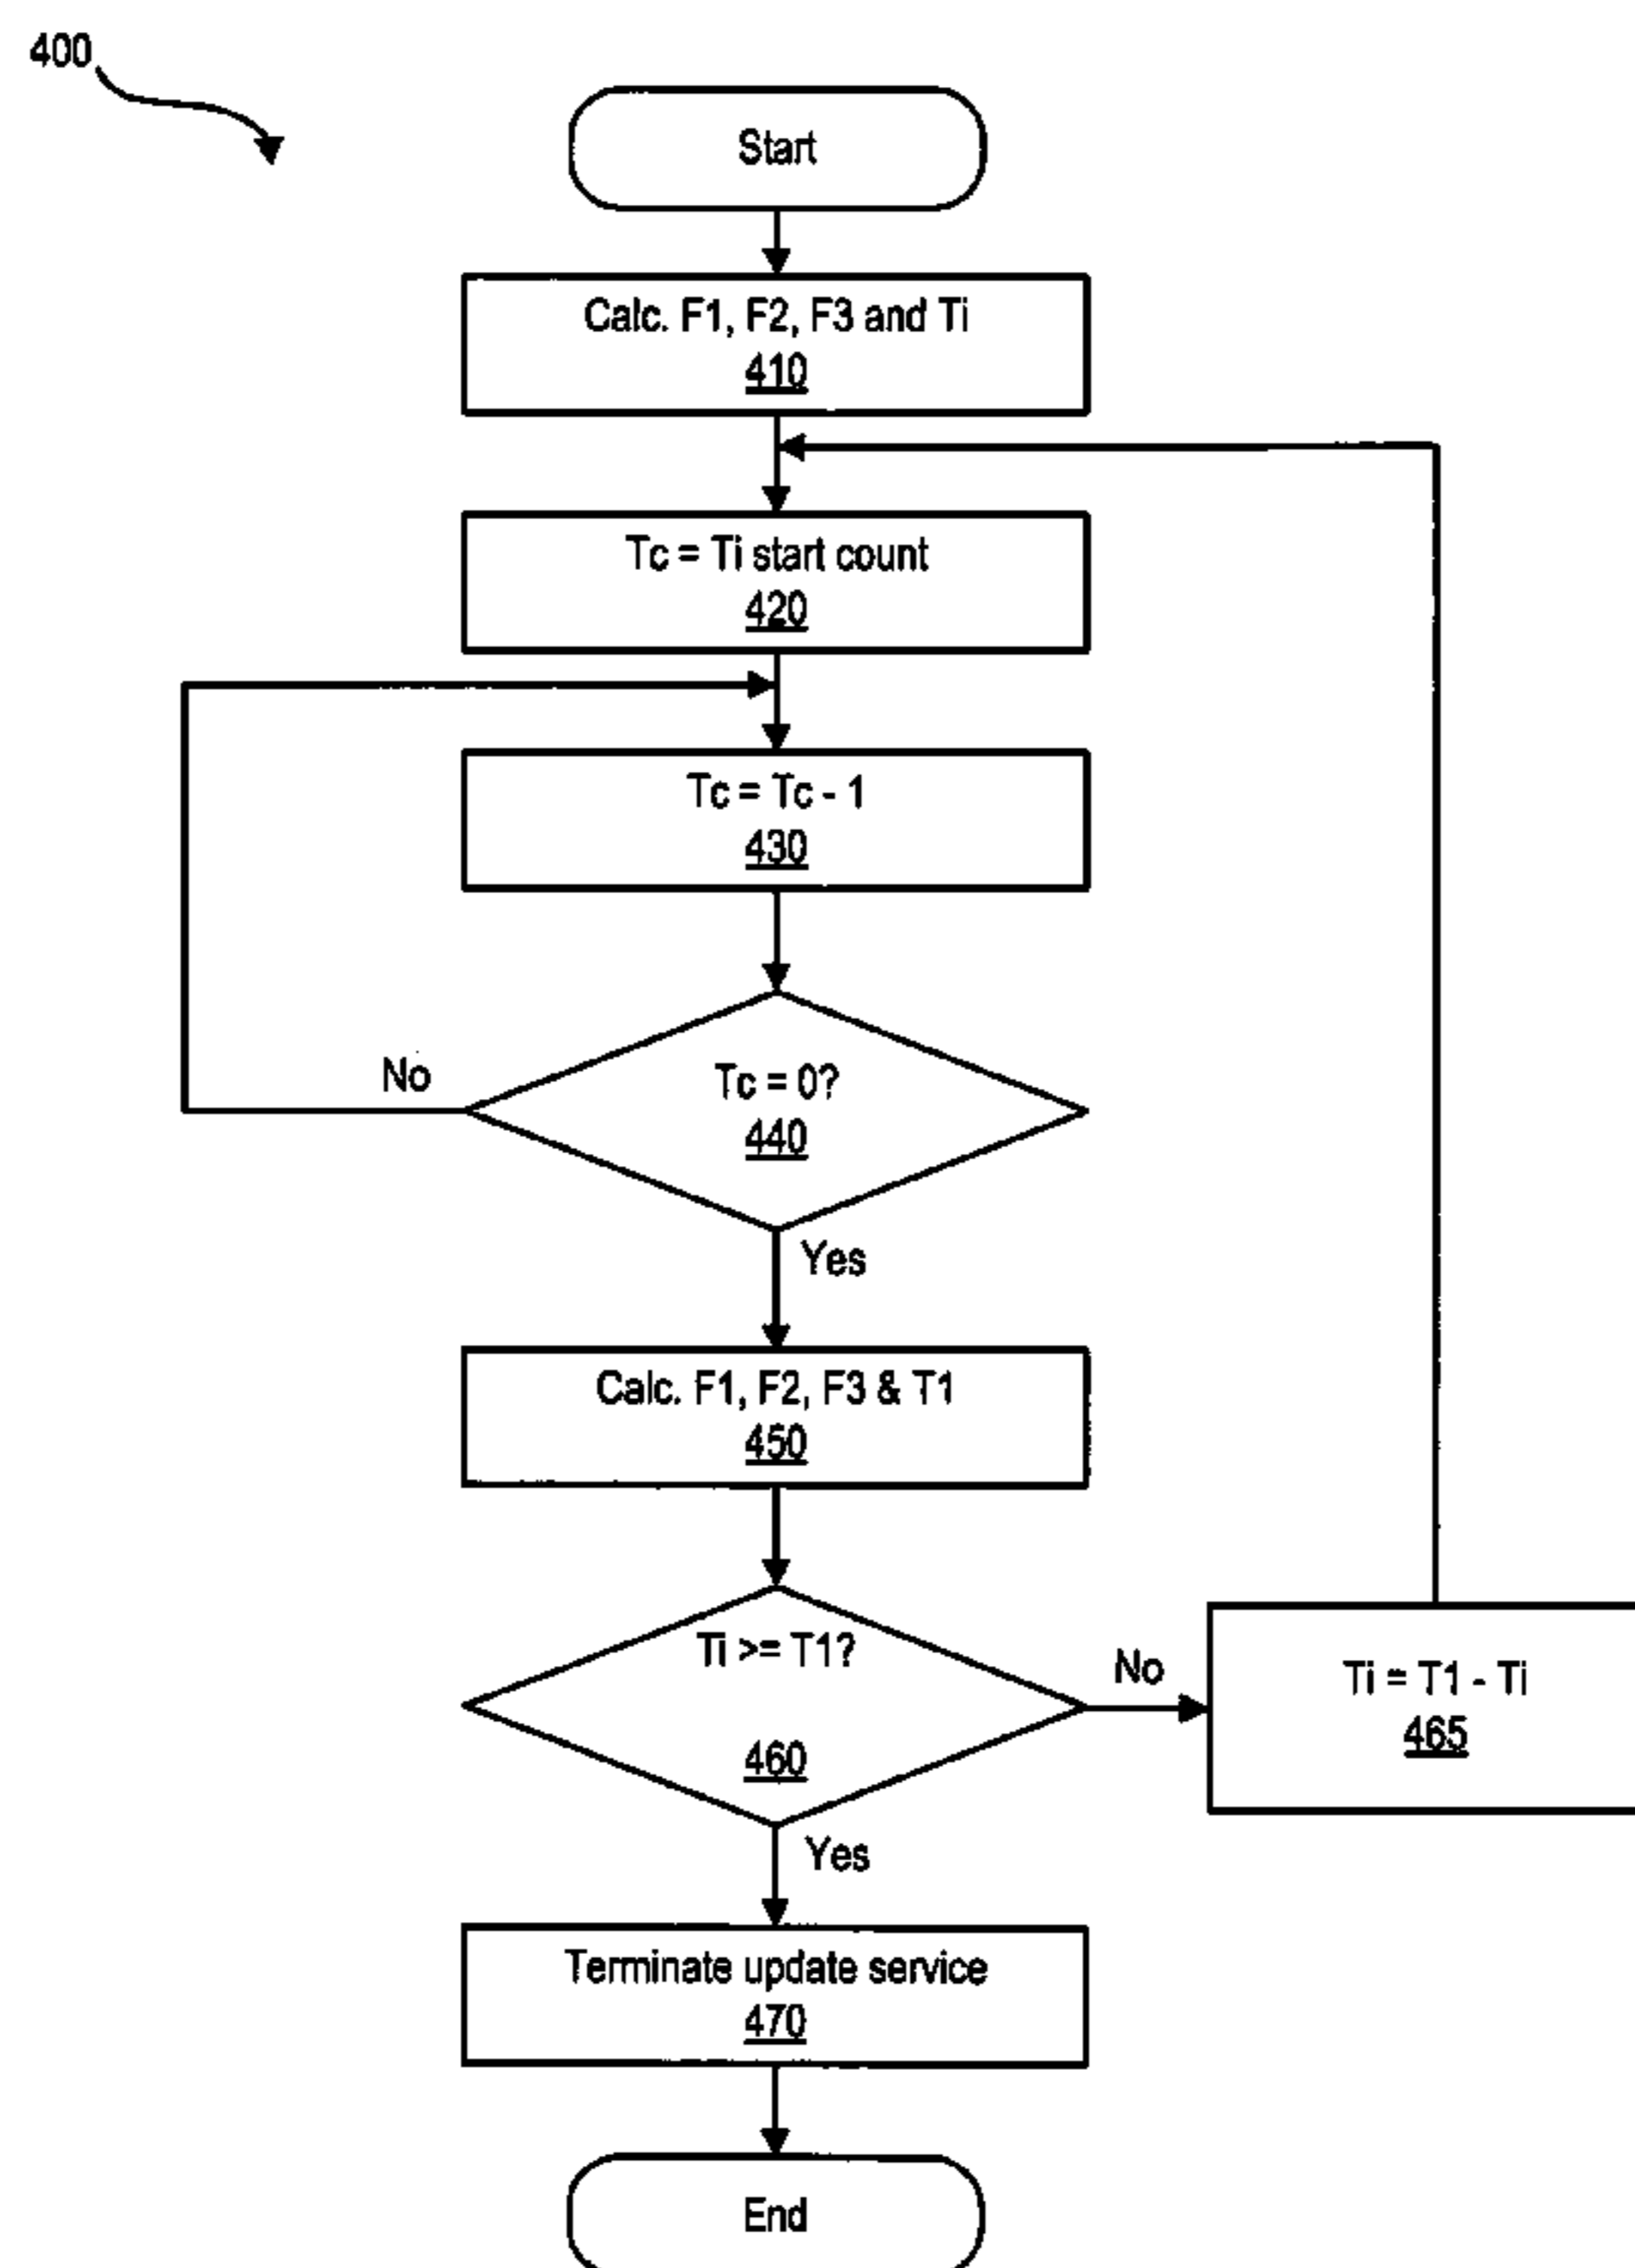 400
Start
Calc. F1, F2, F3 and Ti
410
Tc = Ti start count
420
Tc = Tc - 1
430
No
Tc = 0?
440
Yes
Calc. F1, F2, F3 & T1
450
Ti >= T1?
460
No
Ti = T1 - Ti
465
Yes
Terminate update service
470
End